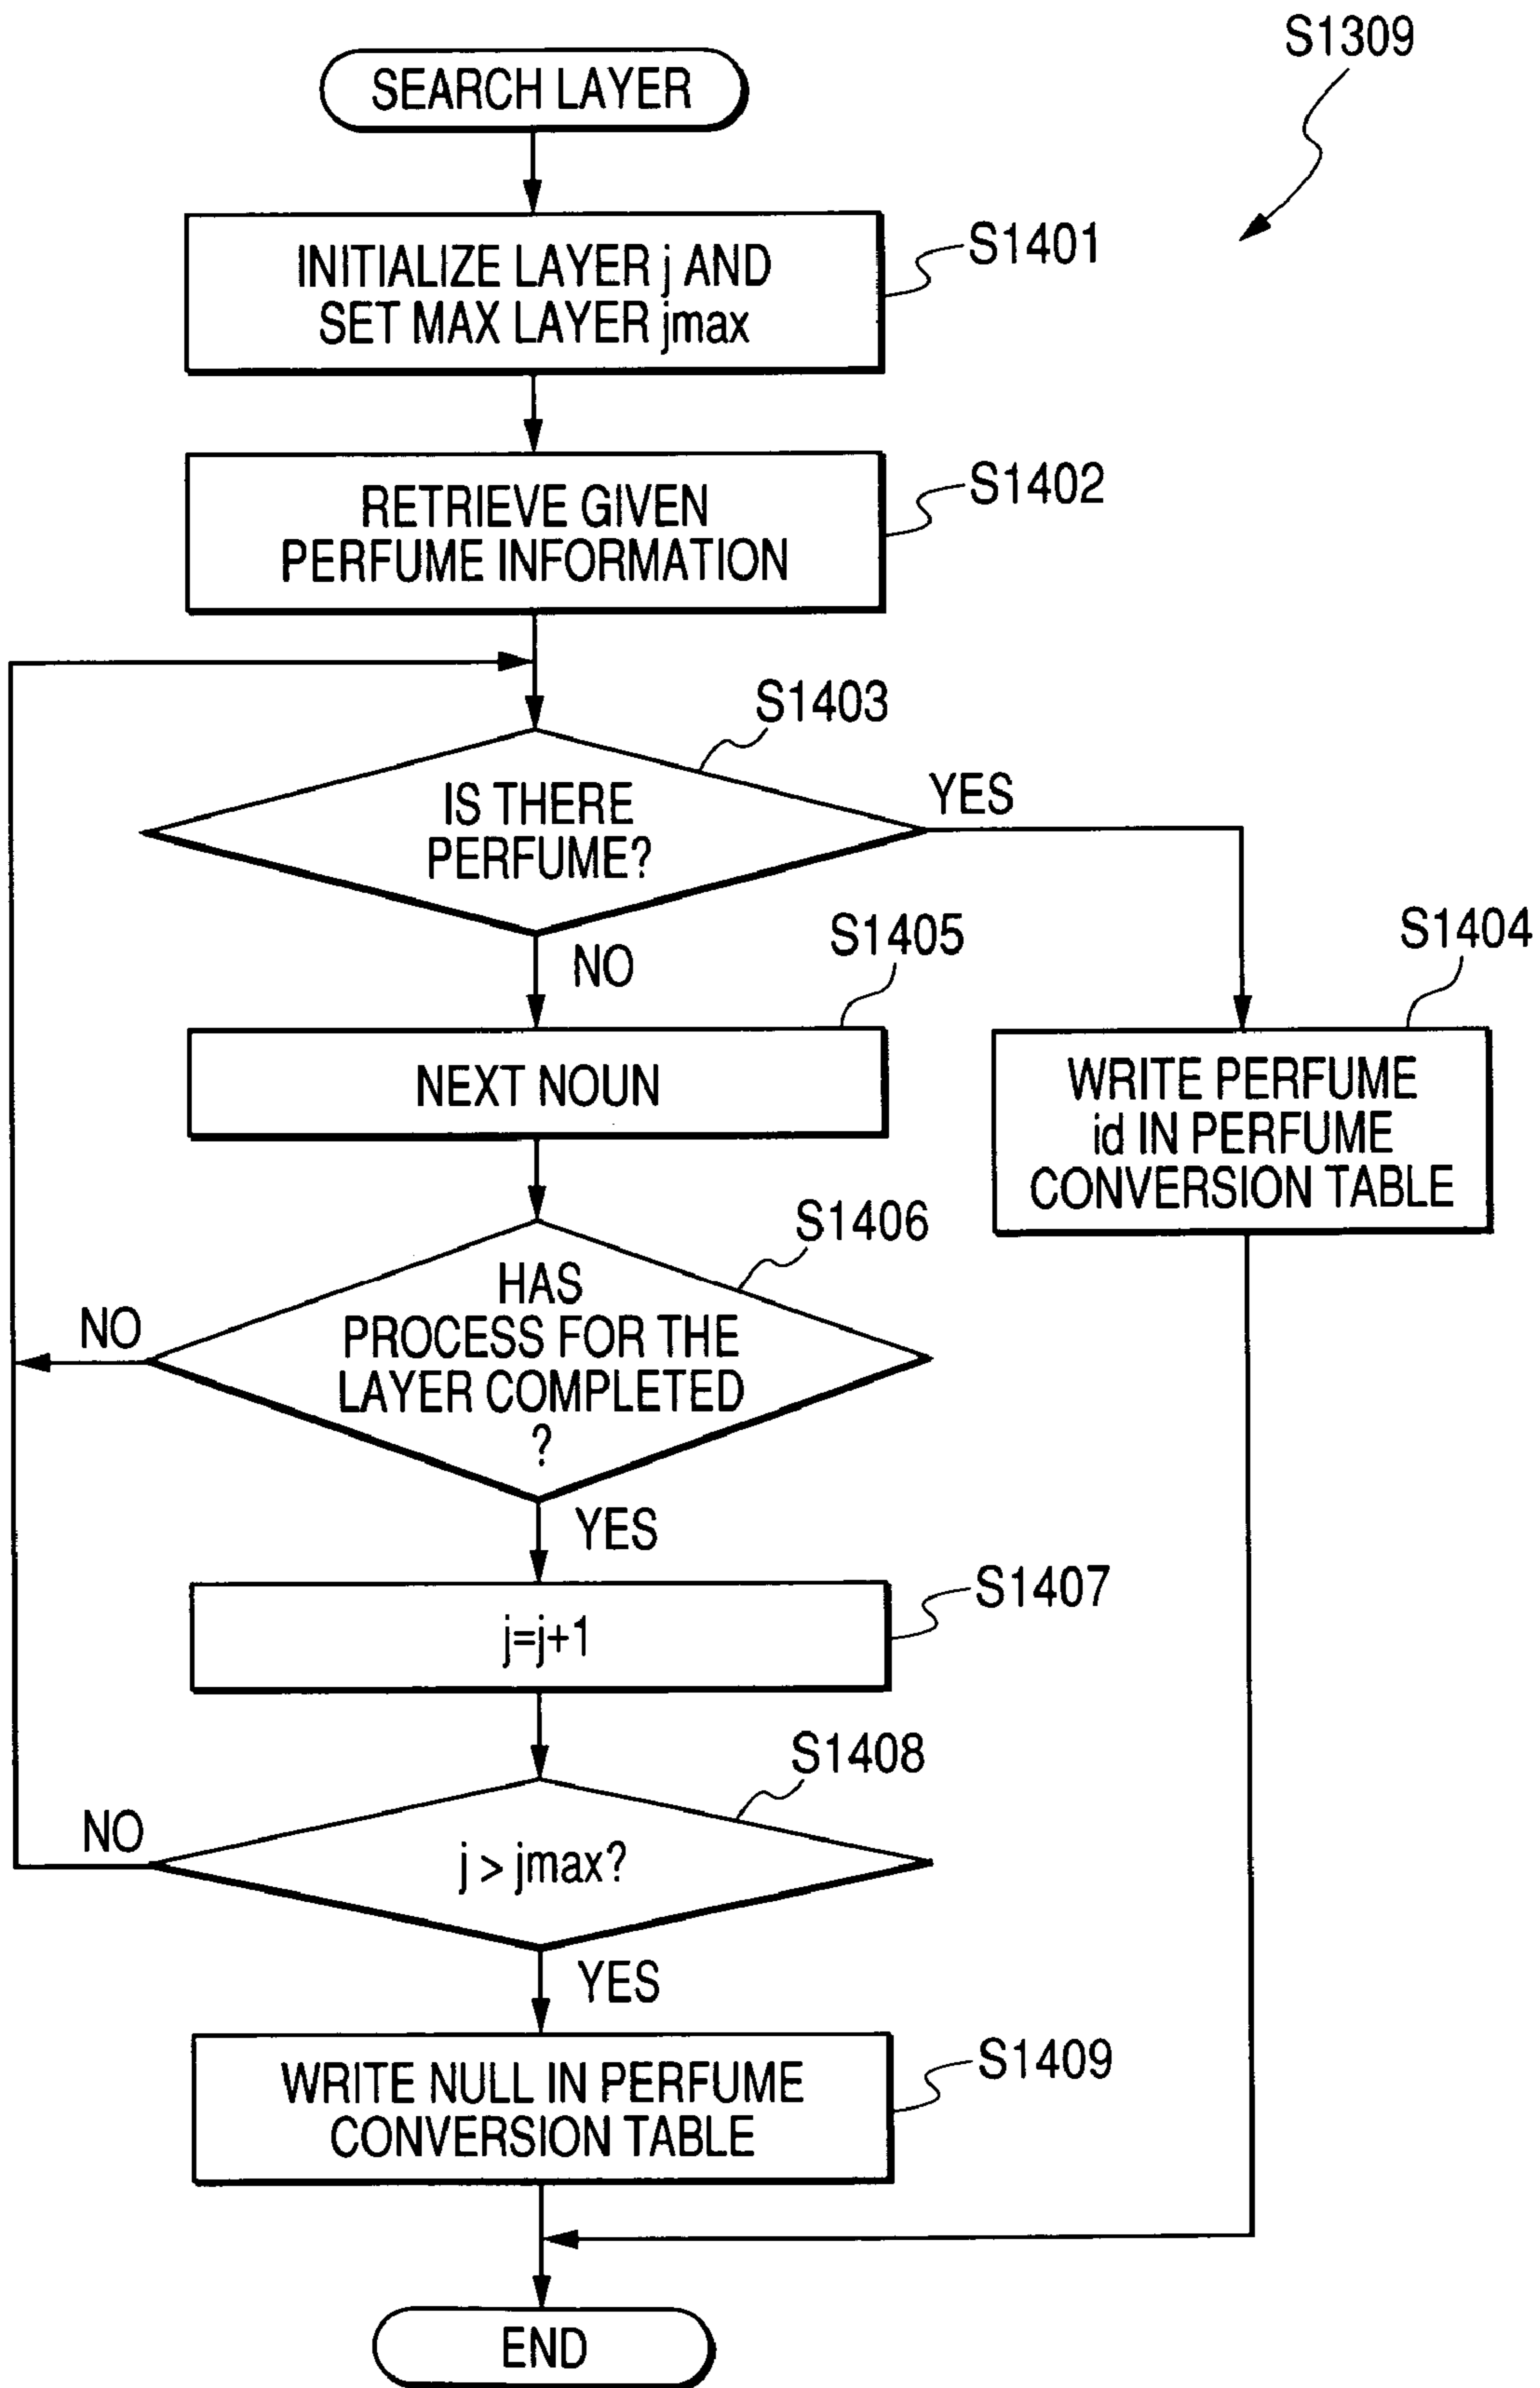 S1309
SEARCH LAYER
S1401
INITIALIZE LAYER j AND
SET MAX LAYER jmax
S1402
RETRIEVE GIVEN
PERFUME INFORMATION
S1403
IS THERE
PERFUME?
YES
NO
S1405
S1404
NEXT NOUN
WRITE PERFUME
id IN PERFUME
CONVERSION TABLE
S1406
HAS
PROCESS FOR THE
LAYER COMPLETED
?
NO
YES
S1407
j=j+1
S1408
j > jmax?
NO
YES
S1409
WRITE NULL IN PERFUME
CONVERSION TABLE
END